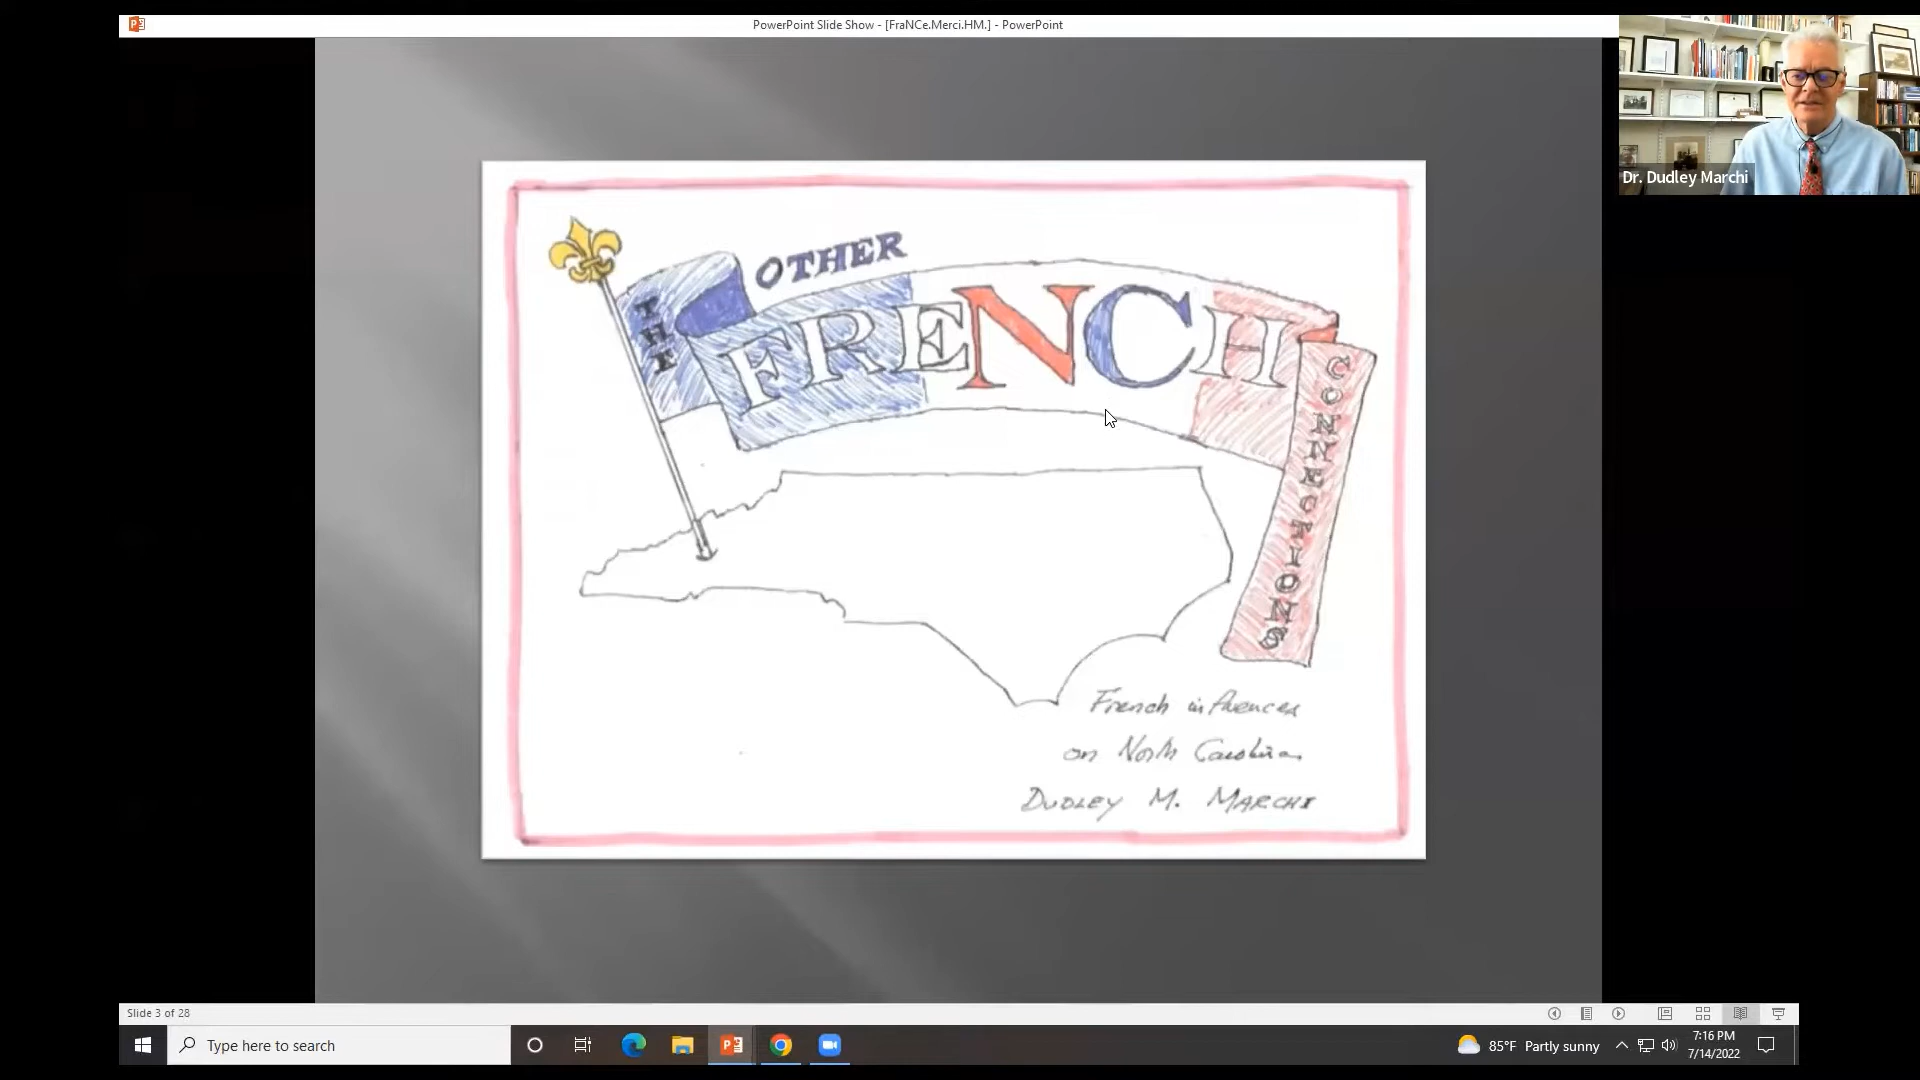 PowerPoint Slide Show - [FraNCe.Merci.HM.] - PowerPoint
Dr. Dudley Marchi
THE
OTHER
FRENCH
CONNECTIONS
French influences
on North Carolina
DUDLEY M. MARCHI
Slide 3 of 28
Type here to search
85°F Partly sunny
7:16 PM
7/14/2022